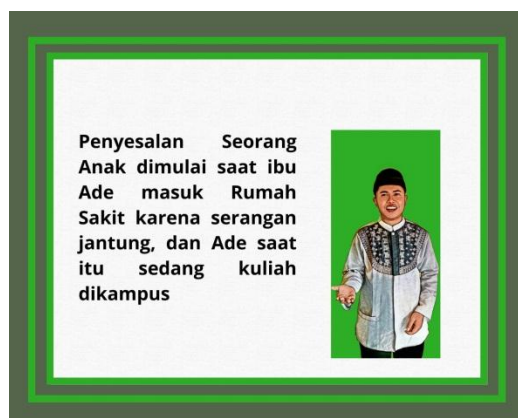 Penyesalan Seorang
Anak dimulai saat ibu
Ade masuk Rumah
Sakit karena serangan
jantung, dan Ade saat
itu sedang kuliah
dikampus